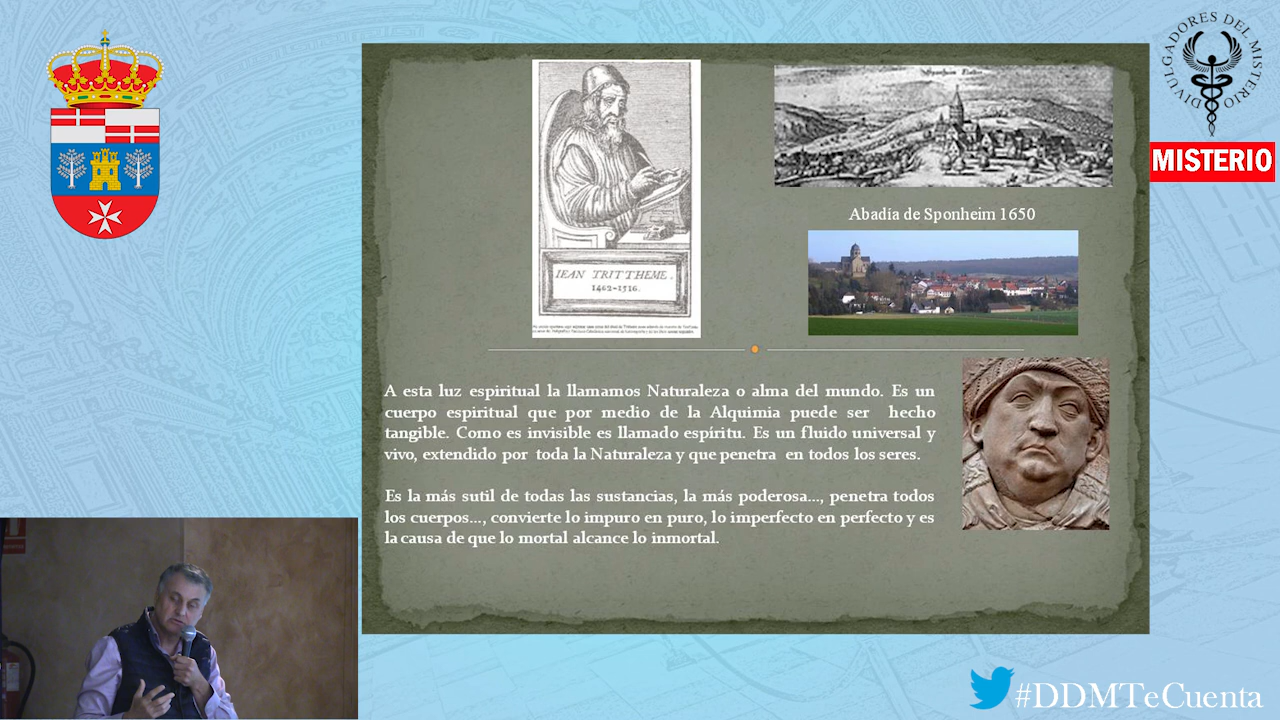 DIVULGADORES DEL MISTERIO
MISTERIO
Sponheim
IEAN TRITTHEME.
1462-1516.
Abadía de Sponheim 1650
A esta luz espiritual la llamamos Naturaleza o alma del mundo. Es un
cuerpo espiritual que por medio de la Alquimia puede ser hecho
tangible. Como es invisible es llamado espíritu. Es un fluido universal y
vivo, extendido por toda la Naturaleza y que penetra en todos los seres.
Es la más sutil de todas las sustancias, la más poderosa..., penetra todos
los cuerpos..., convierte lo impuro en puro, lo imperfecto en perfecto y es
la causa de que lo mortal alcance lo inmortal.
#DDMTeCuenta